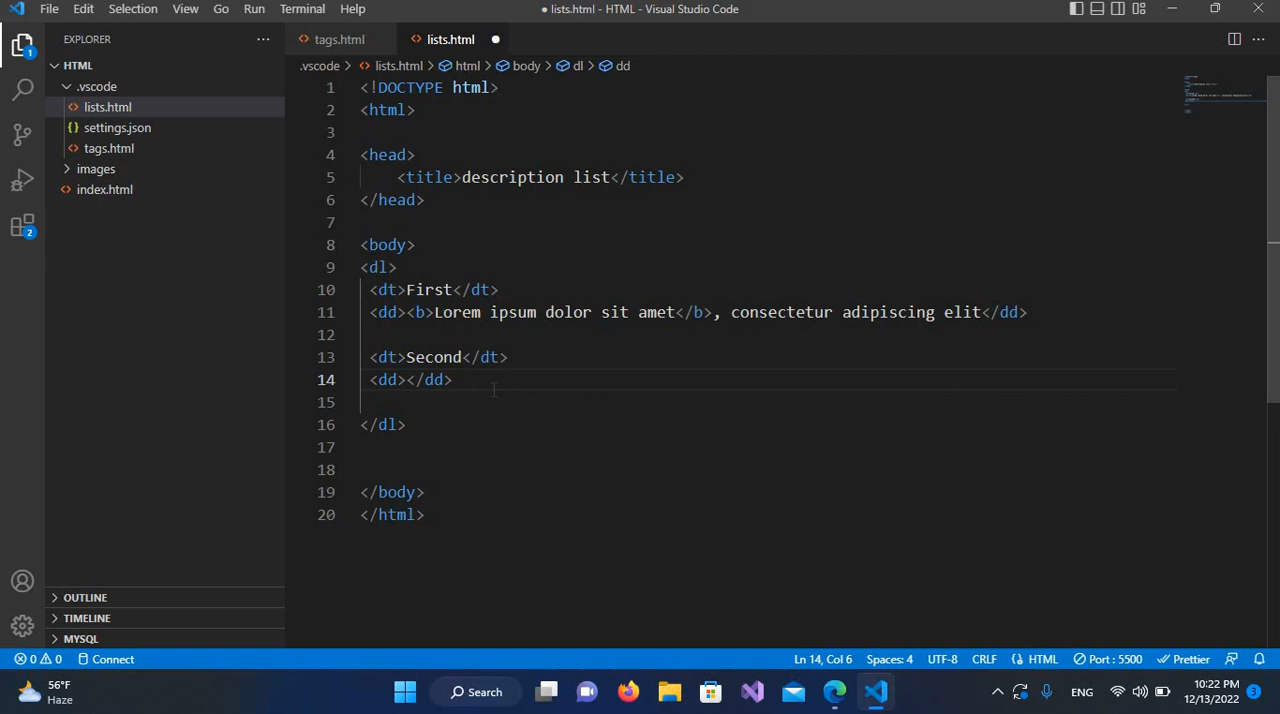 File Edit Selection View Go Run Terminal Help
● lists.html - HTML - Visual Studio Code
EXPLORER
tags.html
lists.html
HTML
.vscode
lists.html
settings.json
tags.html
images
index.html
.vscode > lists.html > html > body > dl > dd
1 <!DOCTYPE html>
2 <html>
3
4 <head>
5 <title>description list</title>
6 </head>
7
8 <body>
9 <dl>
10 <dt>First</dt>
11 <dd><b>Lorem ipsum dolor sit amet</b>, consectetur adipiscing elit</dd>
12
13 <dt>Second</dt>
14 <dd></dd>
15
16 </dl>
17
18
19 </body>
20 </html>
1
2
OUTLINE
TIMELINE
MYSQL
0 0 Connect
Ln 14, Col 6 Spaces: 4 UTF-8 CRLF HTML Port : 5500 Prettier
56°F
Haze
Search
ENG
10:22 PM
12/13/2022
3